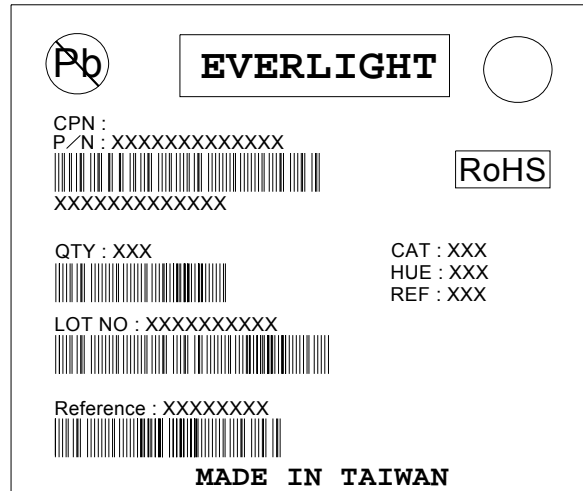 Pb
EVERLIGHT
CPN :
P/N : XXXXXXXXXXXXX
XXXXXXXXXXXXX
RoHS
QTY : XXX
CAT : XXX
HUE : XXX
REF : XXX
LOT NO : XXXXXXXXXX
Reference : XXXXXXXX
MADE IN TAIWAN